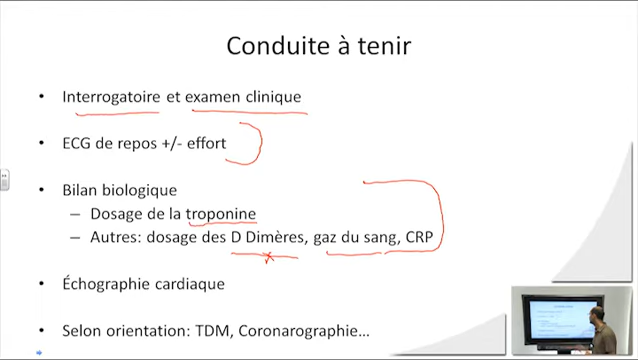 Conduite à tenir
• Interrogatoire et examen clinique
• ECG de repos +/- effort
• Bilan biologique
– Dosage de la troponine
– Autres: dosage des D Dimères, gaz du sang, CRP
• Échographie cardiaque
• Selon orientation: TDM, Coronarographie...